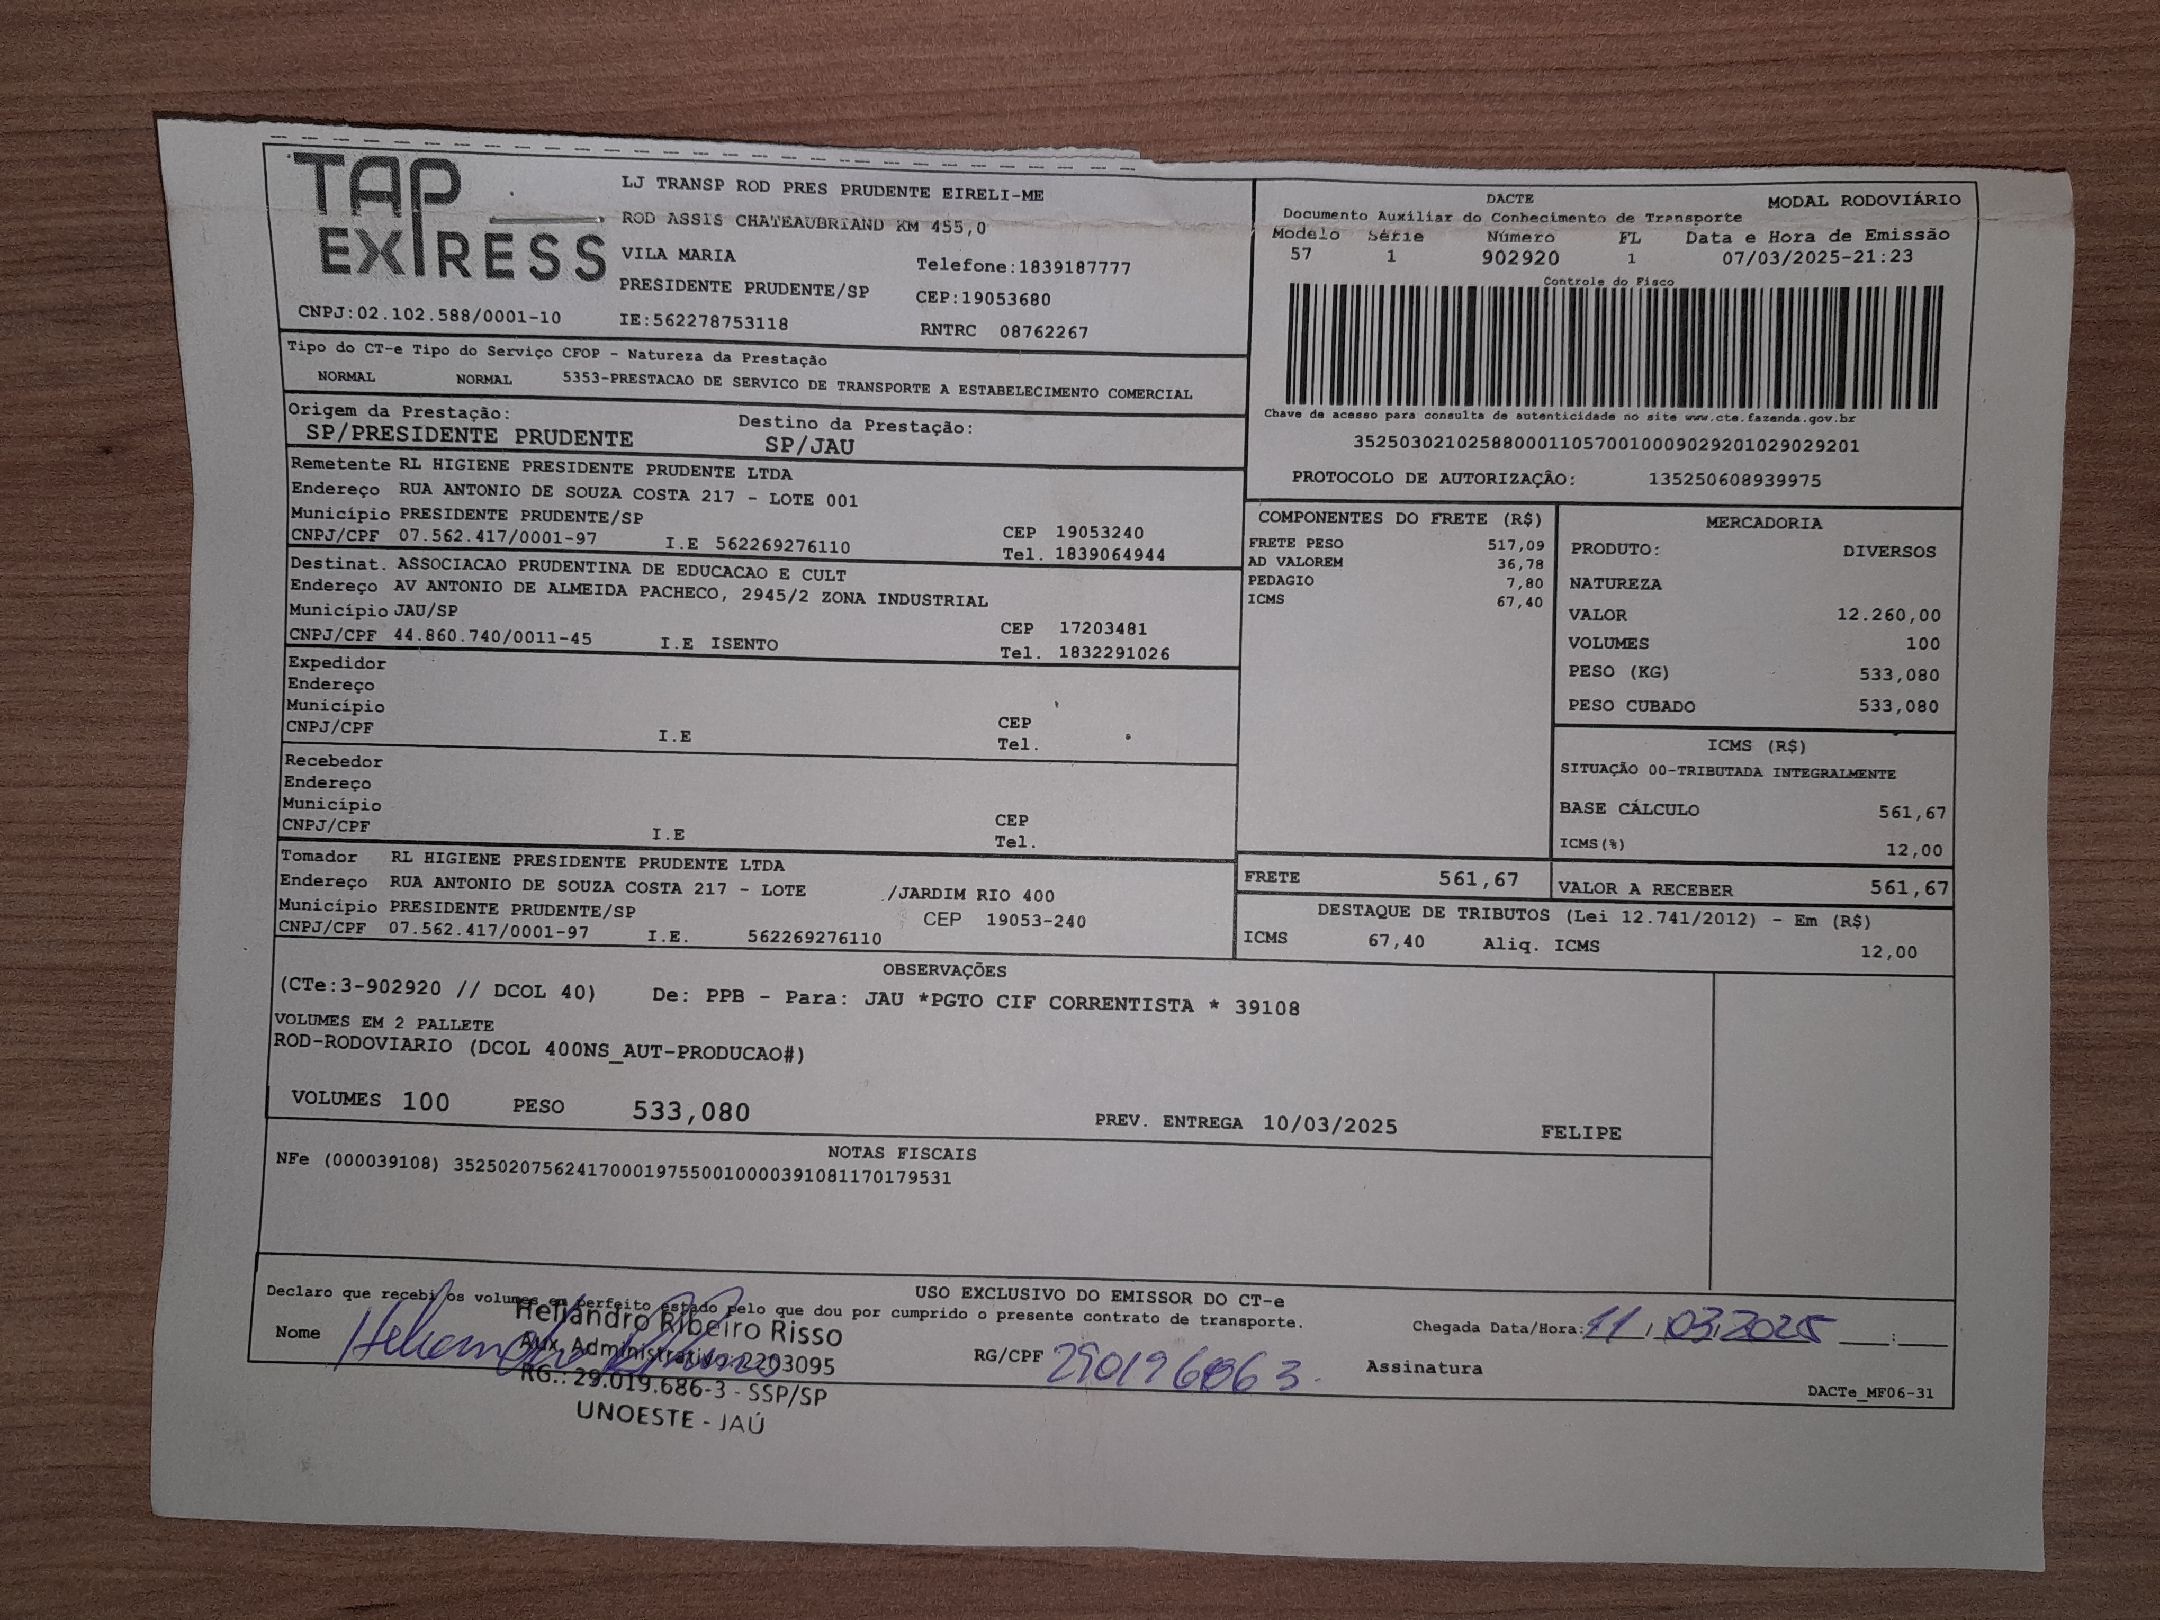 TAP EXPRESS
LJ TRANSP ROD PRES PRUDENTE EIRELI-ME
ROD ASSIS CHATEAUBRIAND KM 455,0
VILA MARIA Telefone:1839187777
PRESIDENTE PRUDENTE/SP CEP:19053680
CNPJ:02.102.588/0001-10 IE:562278753118 RNTRC 08762267
DACTE MODAL RODOVIÁRIO
Documento Auxiliar do Conhecimento de Transporte
Modelo Série Número FL Data e Hora de Emissão
57 1 902920 1 07/03/2025-21:23
Controle do Fisco
Chave de acesso para consulta de autenticidade no site www.cte.fazenda.gov.br
35250302102588000110570010009029201029029201
PROTOCOLO DE AUTORIZAÇÃO: 135250608939975
Tipo do CT-e Tipo do Serviço CFOP - Natureza da Prestação
NORMAL NORMAL 5353-PRESTACAO DE SERVICO DE TRANSPORTE A ESTABELECIMENTO COMERCIAL
Origem da Prestação: Destino da Prestação:
SP/PRESIDENTE PRUDENTE SP/JAU
Remetente RL HIGIENE PRESIDENTE PRUDENTE LTDA
Endereço RUA ANTONIO DE SOUZA COSTA 217 - LOTE 001
Município PRESIDENTE PRUDENTE/SP CEP 19053240
CNPJ/CPF 07.562.417/0001-97 I.E 562269276110 Tel. 1839064944
Destinat. ASSOCIACAO PRUDENTINA DE EDUCACAO E CULT
Endereço AV ANTONIO DE ALMEIDA PACHECO, 2945/2 ZONA INDUSTRIAL
Município JAU/SP CEP 17203481
CNPJ/CPF 44.860.740/0011-45 I.E ISENTO Tel. 1832291026
Expedidor
Endereço
Município CEP
CNPJ/CPF I.E Tel.
Recebedor
Endereço
Município CEP
CNPJ/CPF I.E Tel.
Tomador RL HIGIENE PRESIDENTE PRUDENTE LTDA
Endereço RUA ANTONIO DE SOUZA COSTA 217 - LOTE /JARDIM RIO 400
Município PRESIDENTE PRUDENTE/SP CEP 19053-240
CNPJ/CPF 07.562.417/0001-97 I.E. 562269276110
COMPONENTES DO FRETE (R$)
FRETE PESO 517,09
AD VALOREM 36,78
PEDAGIO 7,80
ICMS 67,40
MERCADORIA
PRODUTO: DIVERSOS
NATUREZA
VALOR 12.260,00
VOLUMES 100
PESO (KG) 533,080
PESO CUBADO 533,080
ICMS (R$)
SITUAÇÃO 00-TRIBUTADA INTEGRALMENTE
BASE CÁLCULO 561,67
ICMS(%) 12,00
FRETE 561,67 VALOR A RECEBER 561,67
DESTAQUE DE TRIBUTOS (Lei 12.741/2012) - Em (R$)
ICMS 67,40 Aliq. ICMS 12,00
OBSERVAÇÕES
(CTe:3-902920 // DCOL 40) De: PPB - Para: JAU *PGTO CIF CORRENTISTA * 39108
VOLUMES EM 2 PALLETE
ROD-RODOVIARIO (DCOL 400NS_AUT-PRODUCAO#)
VOLUMES 100 PESO 533,080 PREV. ENTREGA 10/03/2025 FELIPE
NOTAS FISCAIS
NFe (000039108) 35250207562417000197550010000391081170179531
USO EXCLUSIVO DO EMISSOR DO CT-e
Declaro que recebi os volumes em perfeito estado pelo que dou por cumprido o presente contrato de transporte.
Chegada Data/Hora: 11.03.2025 ___:___
Nome RG/CPF Assinatura
Heliandro Ribeiro Risso
Aux. Administrativo: 2203095
RG.: 29.019.686-3 - SSP/SP
UNOESTE - JAÚ
DACTe_MF06-31